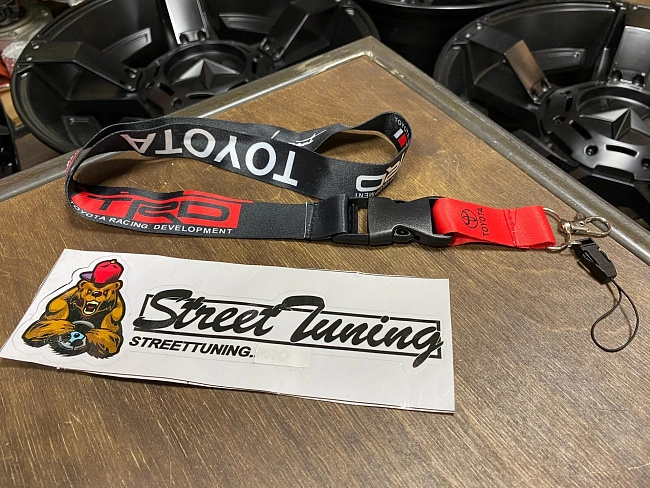 TOYOTA
TRD
TOYOTA RACING DEVELOPMENT
TOYOTA
Street Tuning
STREETTUNING.